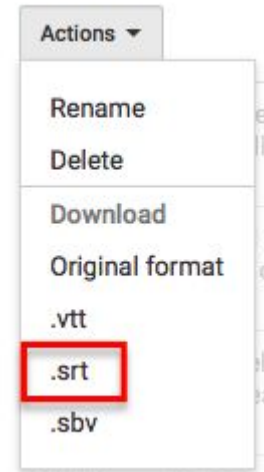 Actions
Rename
Delete
Download
Original format
.vtt
.srt
.sbv